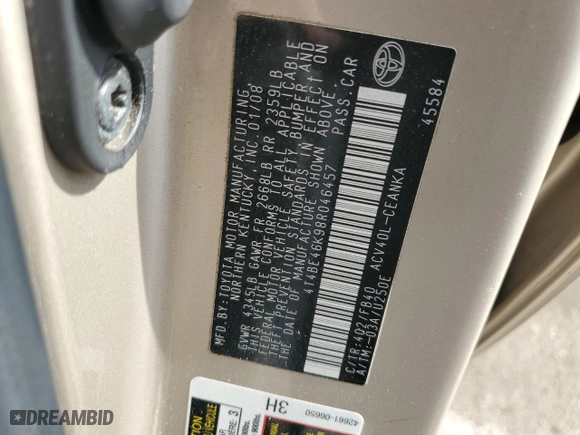 MFD.BY:TOYOTA MOTOR MANUFACTURING,
NORTHERN KENTUCKY, INC. 01/08
GVWR 4345LB GAWR FR 2668LB RR 2359LB
THIS VEHICLE CONFORMS TO ALL APPLICABLE
FEDERAL MOTOR VEHICLE SAFETY, BUMPER AND
THEFT PREVENTION STANDARDS IN EFFECT ON
THE DATE OF MANUFACTURE SHOWN ABOVE.
4T4BE46K98R046457 PASS.CAR
C/TR:4Q2/FB40 ACV40L-CEANKA
A/TM:-03A/U250E
45584
42661-06650
3H
DREAMBID